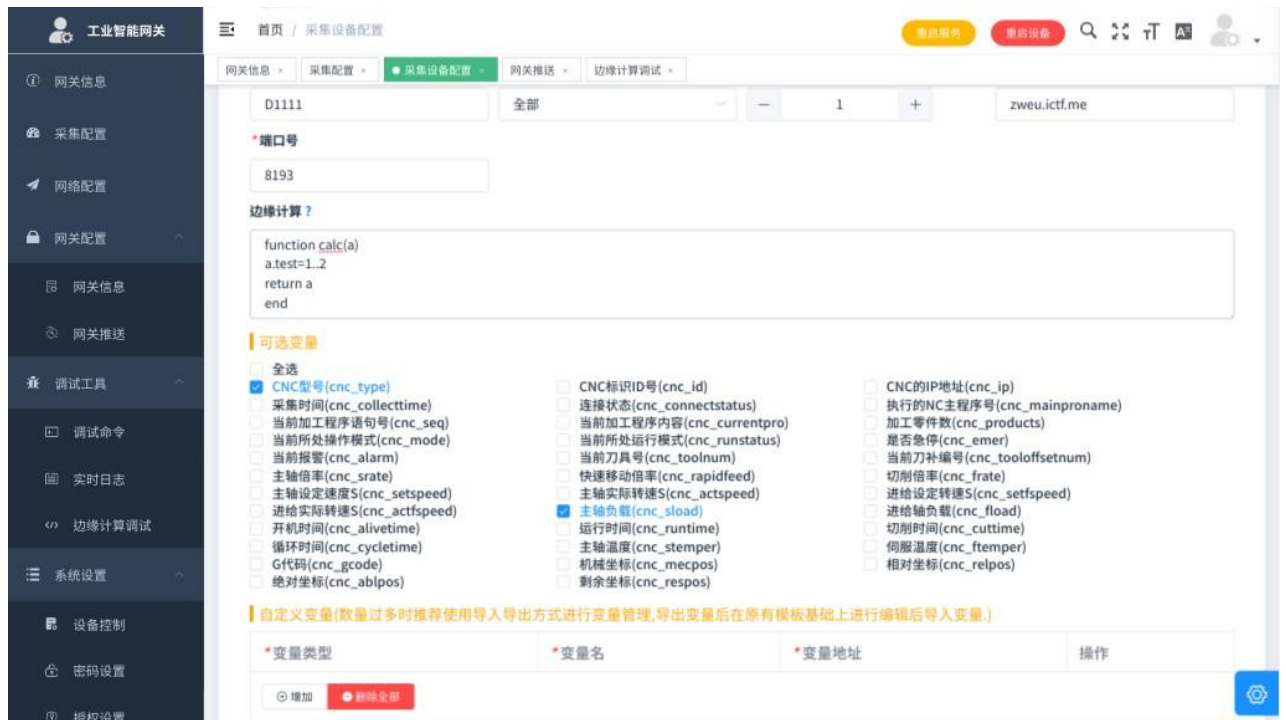 工业智能网关
首页 / 采集设备配置
重启服务 重启设备
网关信息 × 采集配置 × 采集设备配置 × 网关推送 × 边缘计算调试 ×
网关信息
采集配置
网络配置
网关配置
网关信息
网关推送
调试工具
调试命令
实时日志
边缘计算调试
系统设置
设备控制
密码设置
授权设置
D1111 全部 — 1 + zweu.ictf.me
*端口号
8193
边缘计算 ?
function calc(a)
a.test=1..2
return a
end
可选变量
全选
CNC型号(cnc_type) CNC标识ID号(cnc_id) CNC的IP地址(cnc_ip)
采集时间(cnc_collecttime) 连接状态(cnc_connectstatus) 执行的NC主程序号(cnc_mainproname)
当前加工程序语句号(cnc_seq) 当前加工程序内容(cnc_currentpro) 加工零件数(cnc_products)
当前所处操作模式(cnc_mode) 当前所处运行模式(cnc_runstatus) 是否急停(cnc_emer)
当前报警(cnc_alarm) 当前刀具号(cnc_toolnum) 当前刀补编号(cnc_tooloffsetnum)
主轴倍率(cnc_srate) 快速移动倍率(cnc_rapidfeed) 切削倍率(cnc_frate)
主轴设定速度S(cnc_setspeed) 主轴实际转速S(cnc_actspeed) 进给设定转速S(cnc_setfspeed)
进给实际转速S(cnc_actfspeed) 主轴负载(cnc_sload) 进给轴负载(cnc_fload)
开机时间(cnc_alivetime) 运行时间(cnc_runtime) 切削时间(cnc_cuttime)
循环时间(cnc_cycletime) 主轴温度(cnc_stemper) 伺服温度(cnc_ftemper)
G代码(cnc_gcode) 机械坐标(cnc_mecpos) 相对坐标(cnc_relpos)
绝对坐标(cnc_ablpos) 剩余坐标(cnc_respos)
自定义变量(数量过多时推荐使用导入导出方式进行变量管理,导出变量后在原有模板基础上进行编辑后导入变量.)
*变量类型 *变量名 *变量地址 操作
增加 删除全部